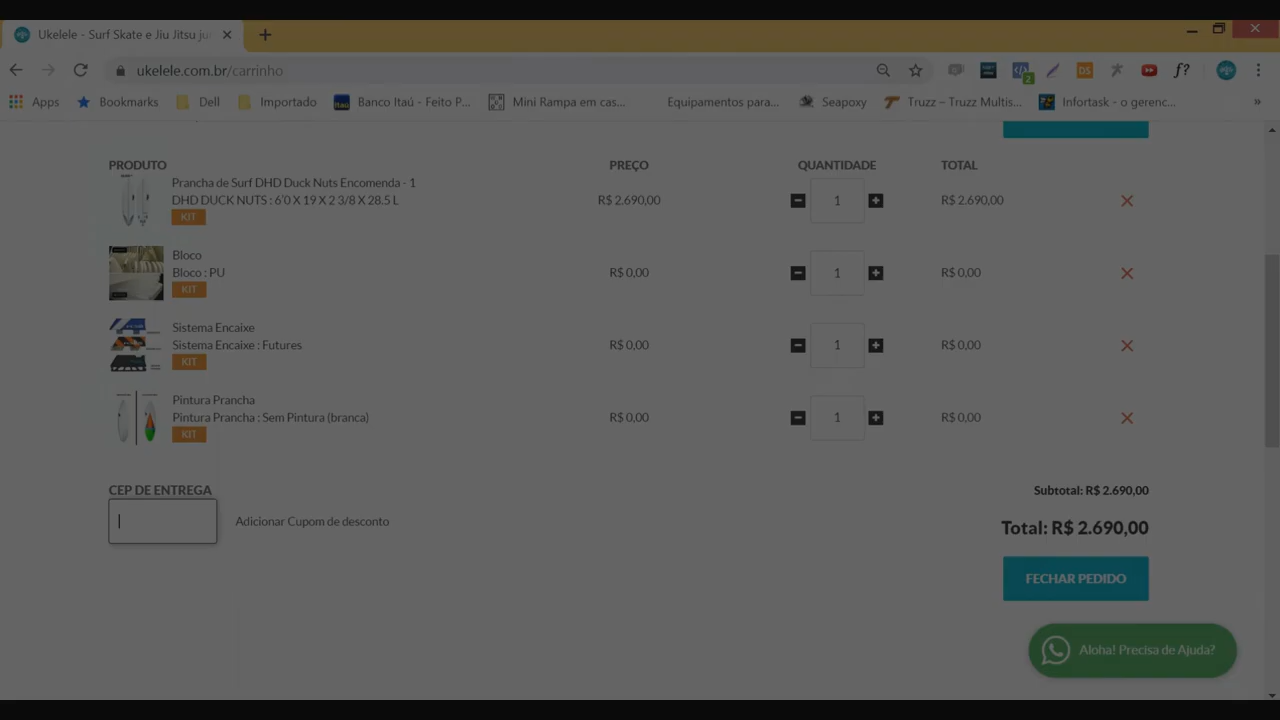 Ukelele - Surf Skate e Jiu Jitsu ju
ukelele.com.br/carrinho
Apps Bookmarks Dell Importado Banco Itaú - Feito P... Mini Rampa em cas... Equipamentos para... Seapoxy Truzz – Truzz Multis... Infortask - o gerenc... »
PRODUTO PREÇO QUANTIDADE TOTAL
Prancha de Surf DHD Duck Nuts Encomenda - 1
DHD DUCK NUTS : 6'0 X 19 X 2 3/8 X 28.5 L R$ 2.690,00 1 R$ 2.690,00
KIT
Bloco
Bloco : PU R$ 0,00 1 R$ 0,00
KIT
Sistema Encaixe
Sistema Encaixe : Futures R$ 0,00 1 R$ 0,00
KIT
Pintura Prancha
Pintura Prancha : Sem Pintura (branca) R$ 0,00 1 R$ 0,00
KIT
CEP DE ENTREGA Subtotal: R$ 2.690,00
Adicionar Cupom de desconto Total: R$ 2.690,00
FECHAR PEDIDO
Aloha! Precisa de Ajuda?